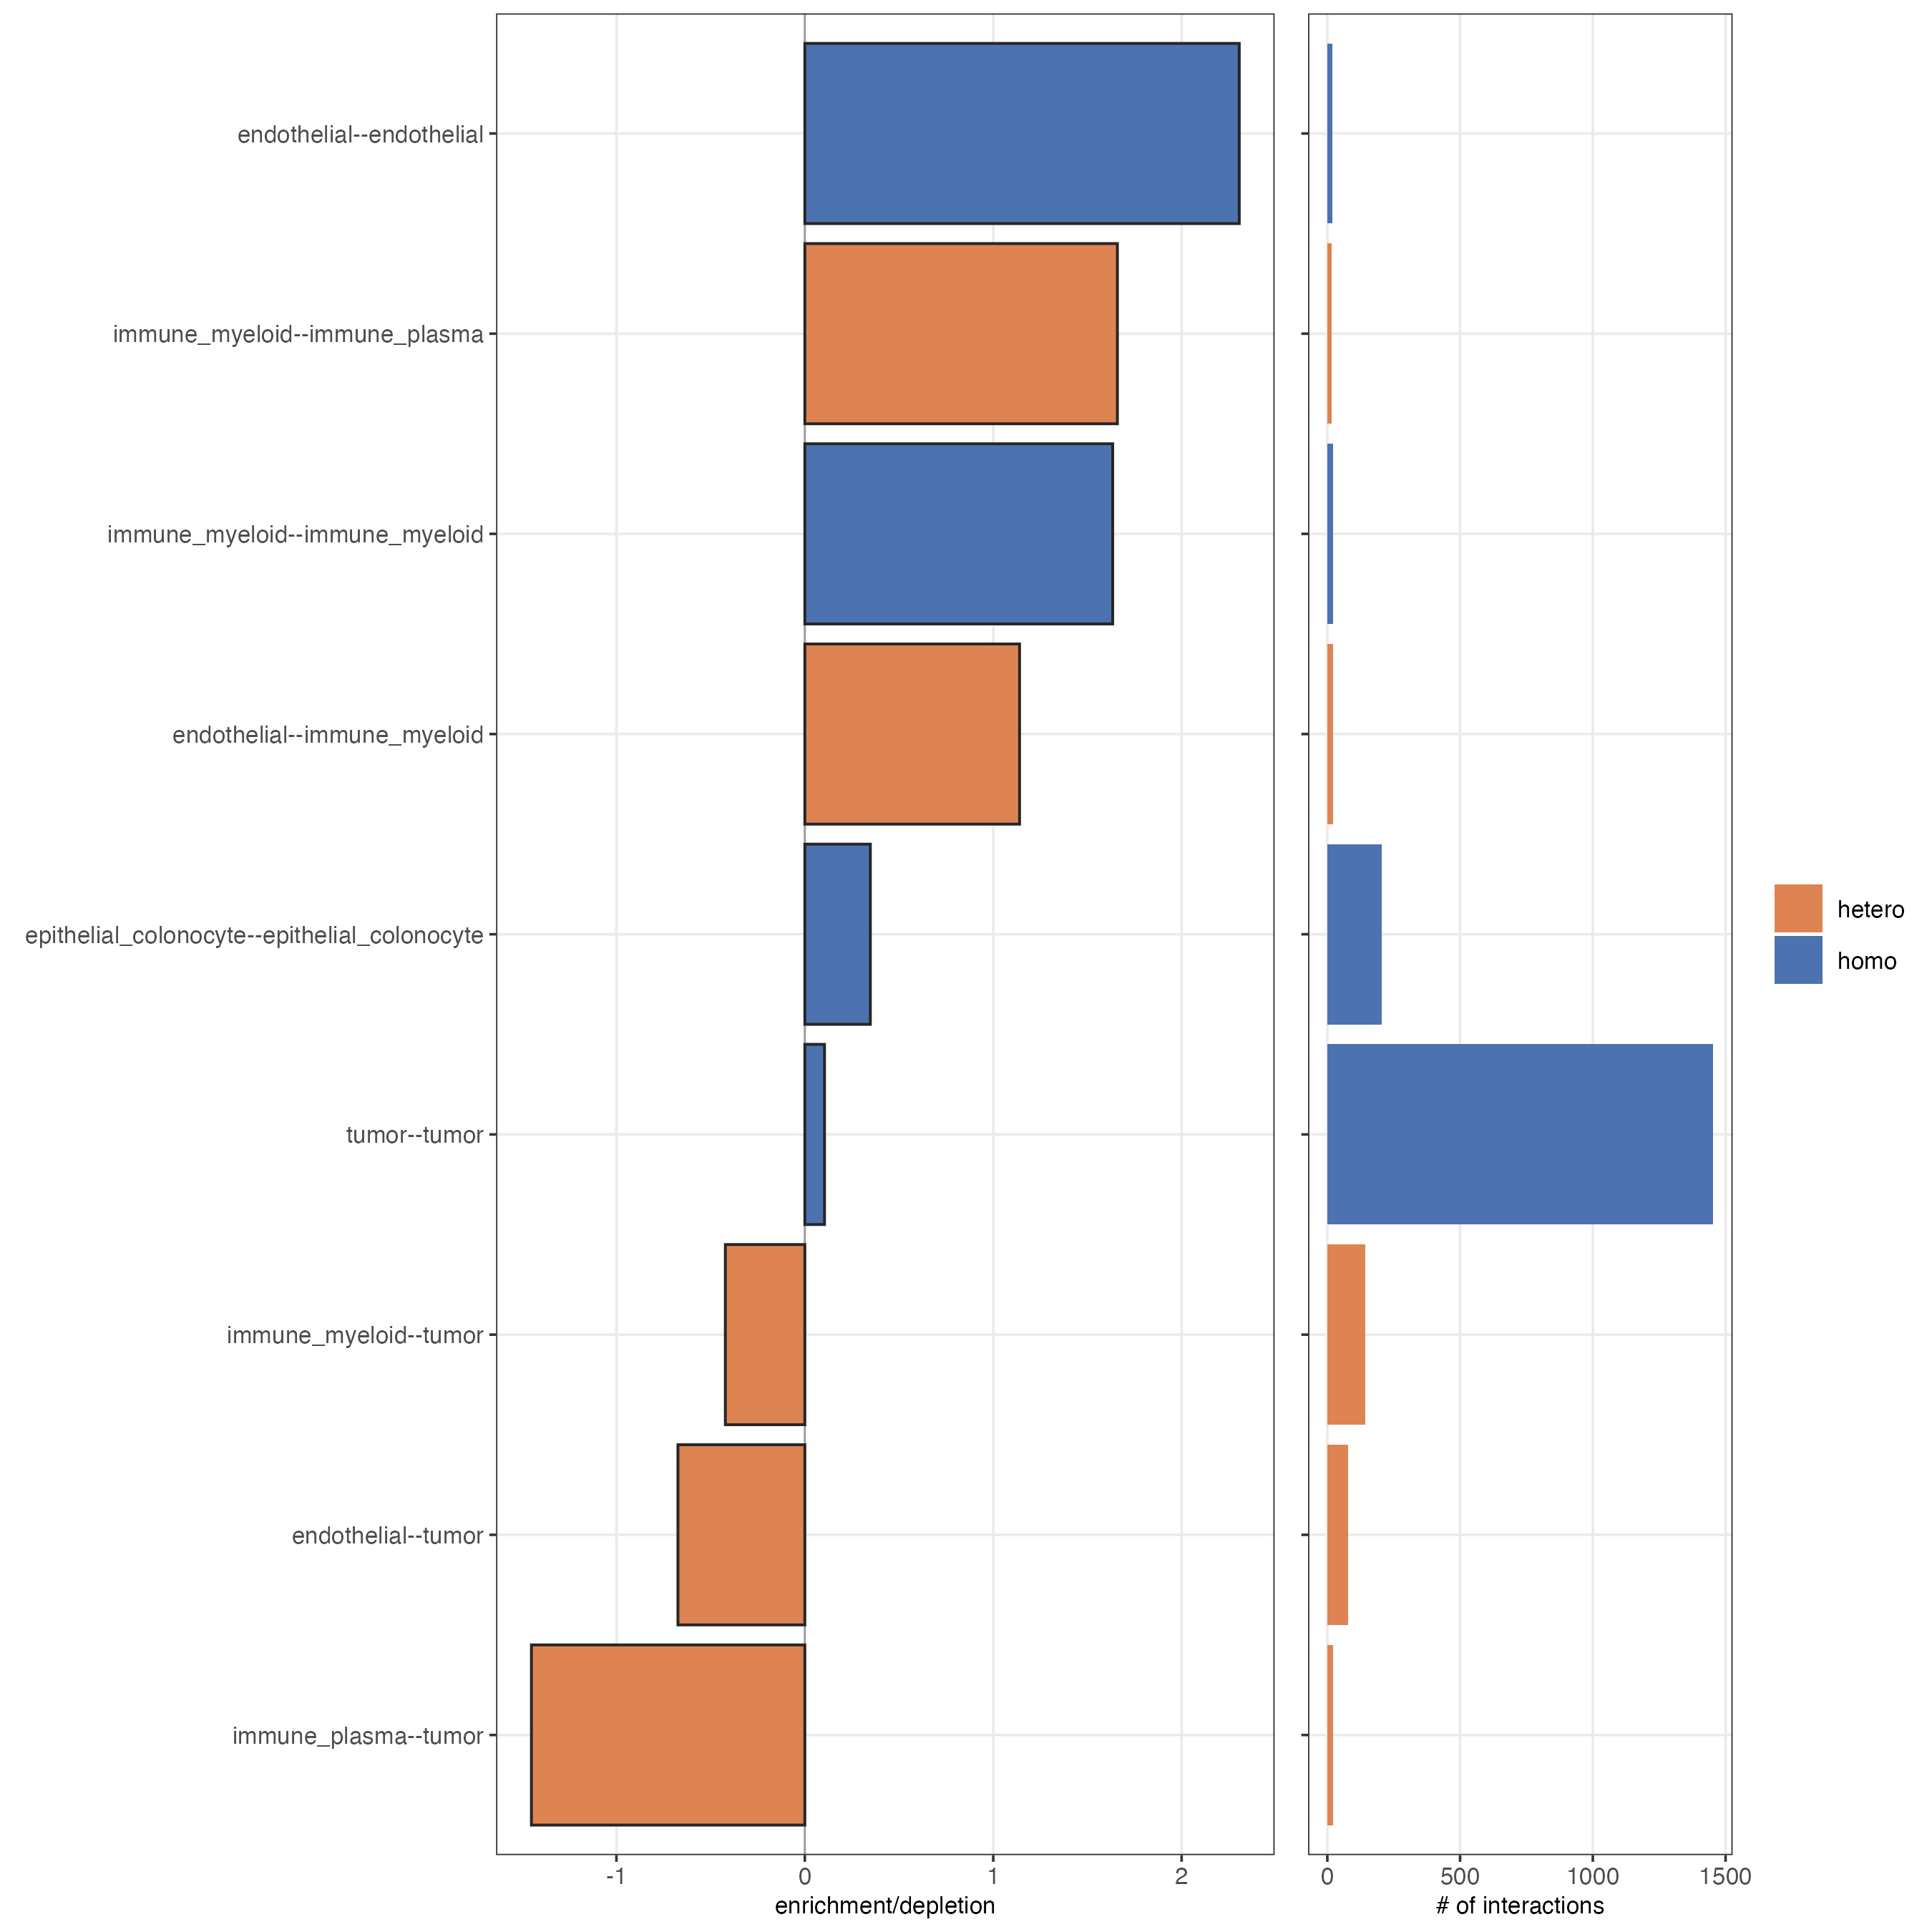 endothelial--endothelial
immune_myeloid--immune_plasma
immune_myeloid--immune_myeloid
endothelial--immune_myeloid
epithelial_colonocyte--epithelial_colonocyte
tumor--tumor
immune_myeloid--tumor
endothelial--tumor
immune_plasma--tumor
-1 0 1 2
enrichment/depletion
0 500 1000 1500
# of interactions
hetero
homo